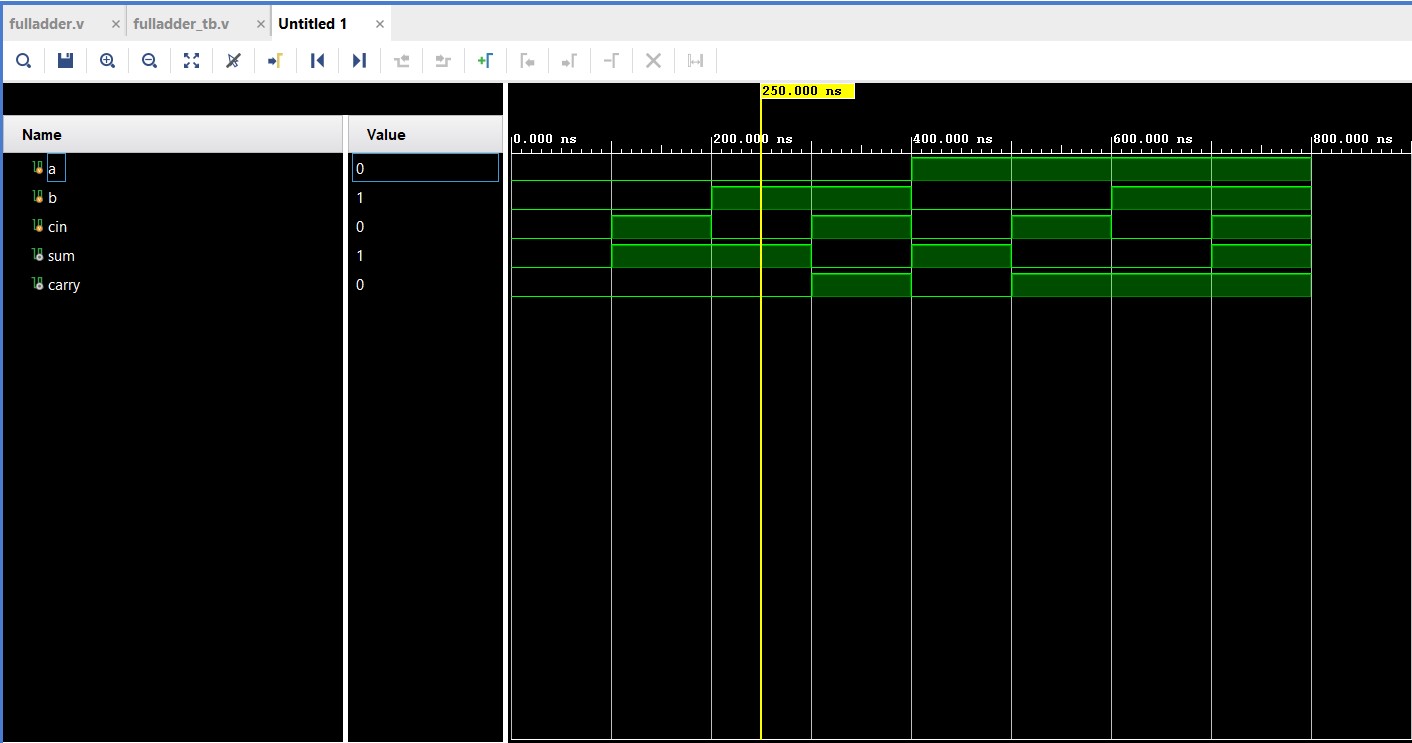 fulladder.v × fulladder_tb.v × Untitled 1 ×
250.000 ns
Name Value 0.000 ns 200.000 ns 400.000 ns 600.000 ns 800.000 ns
a 0
b 1
cin 0
sum 1
carry 0